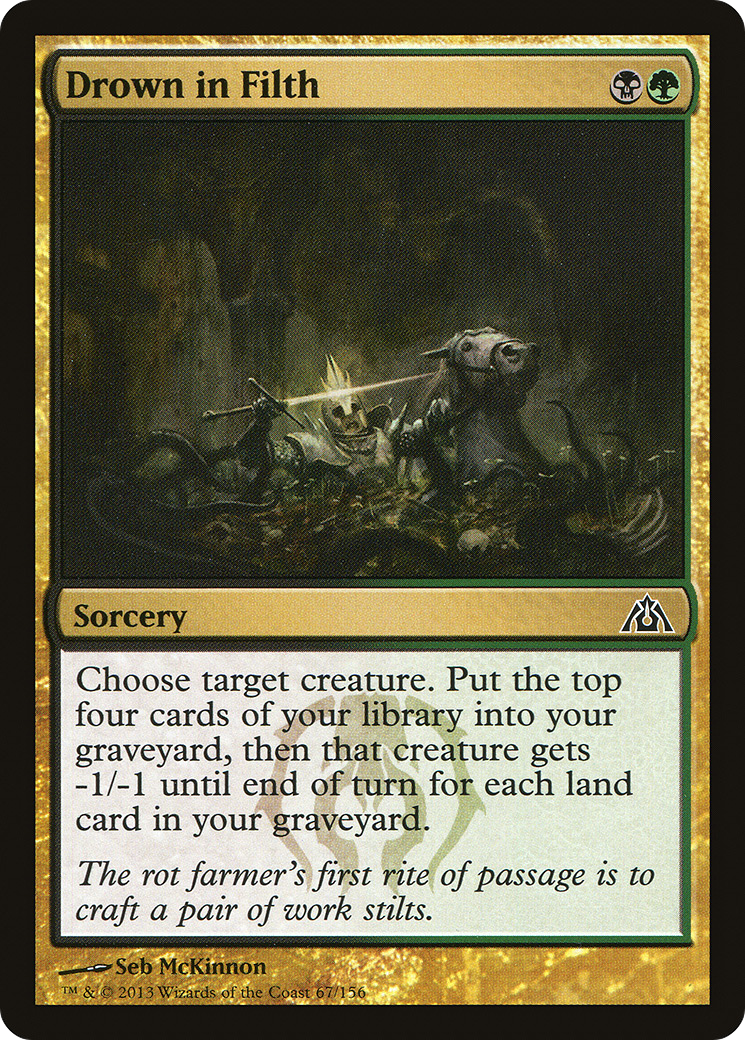 Drown in Filth
Sorcery
Choose target creature. Put the top
four cards of your library into your
graveyard, then that creature gets
-1/-1 until end of turn for each land
card in your graveyard.
The rot farmer's first rite of passage is to
craft a pair of work stilts.
Seb McKinnon
™ & © 2013 Wizards of the Coast 67/156